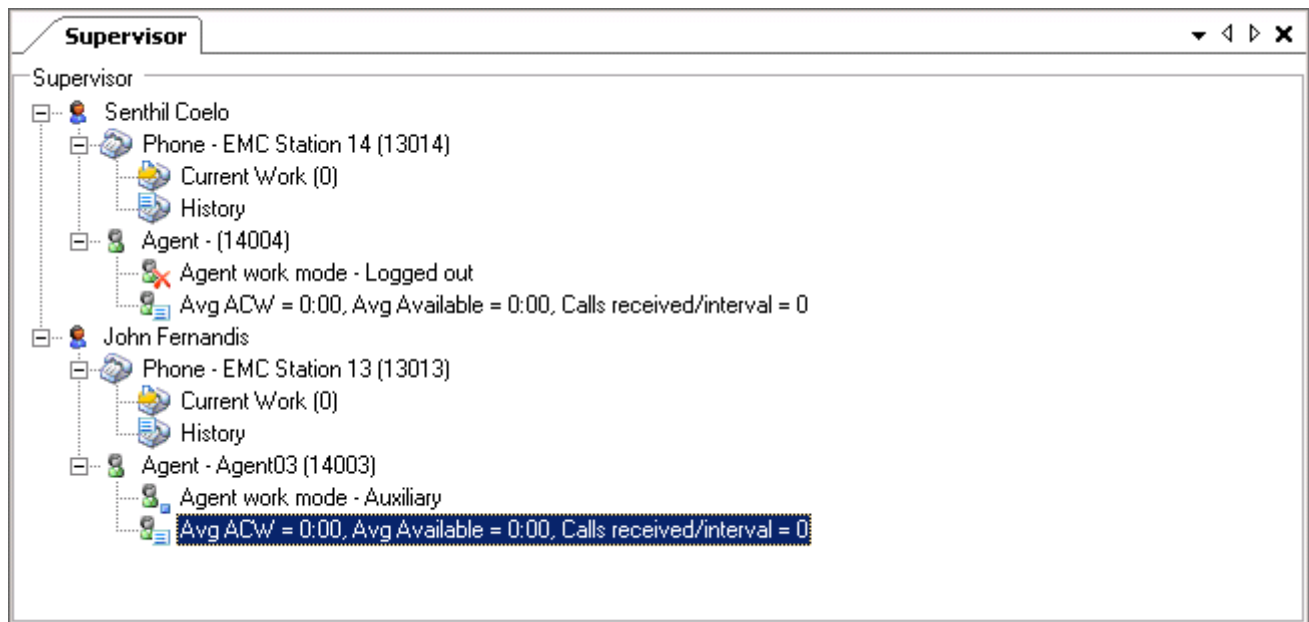 Supervisor
Supervisor
Senthil Coelo
Phone - EMC Station 14 (13014)
Current Work (0)
History
Agent - (14004)
Agent work mode - Logged out
Avg ACW = 0:00, Avg Available = 0:00, Calls received/interval = 0
John Fernandis
Phone - EMC Station 13 (13013)
Current Work (0)
History
Agent - Agent03 (14003)
Agent work mode - Auxiliary
Avg ACW = 0:00, Avg Available = 0:00, Calls received/interval = 0